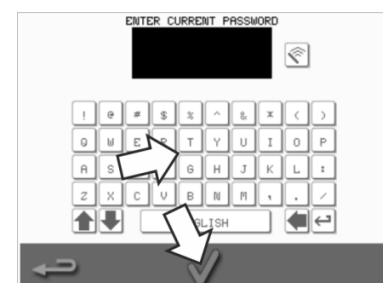 ENTER CURRENT PASSWORD
! @ # $ % ^ & * ( )
Q W E T Y U I O P
A S G H J K L :
Z X C V B N M , . /